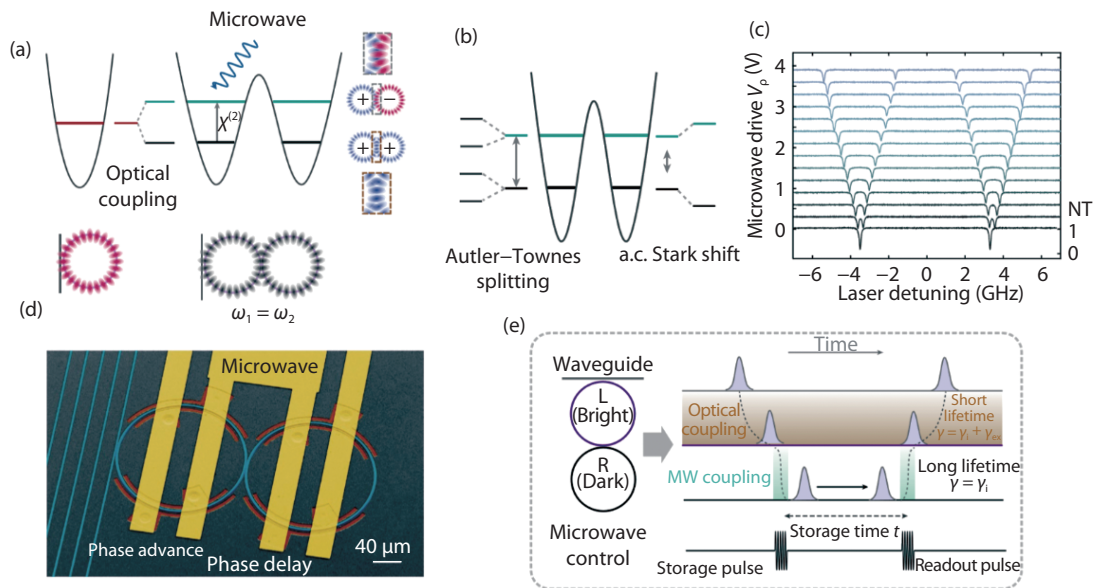 (a)
Microwave
χ(2)
+ −
+ +
Optical
coupling
ω1 = ω2
(b)
Autler−Townes
splitting
a.c. Stark shift
(c)
Microwave drive Vρ (V)
4
3
2
1
0
NT
1
0
−6 −4 −2 0 2 4 6
Laser detuning (GHz)
(d)
Microwave
Phase advance
Phase delay
40 μm
(e)
Waveguide
L
(Bright)
R
(Dark)
Microwave
control
Time
Optical
coupling
Short
lifetime
γ = γi + γex
MW coupling
Long lifetime
γ = γi
Storage time t
Storage pulse
Readout pulse